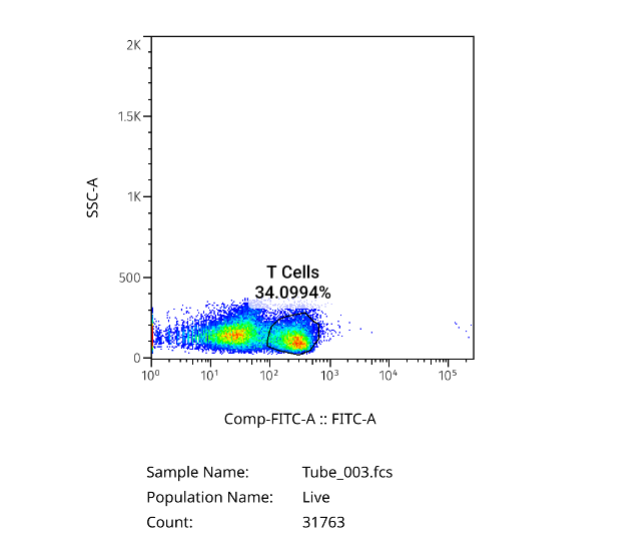 2K
1.5K
1K
500
0
SSC-A
T Cells
34.0994%
10⁰ 10¹ 10² 10³ 10⁴ 10⁵
Comp-FITC-A :: FITC-A
Sample Name: Tube_003.fcs
Population Name: Live
Count: 31763